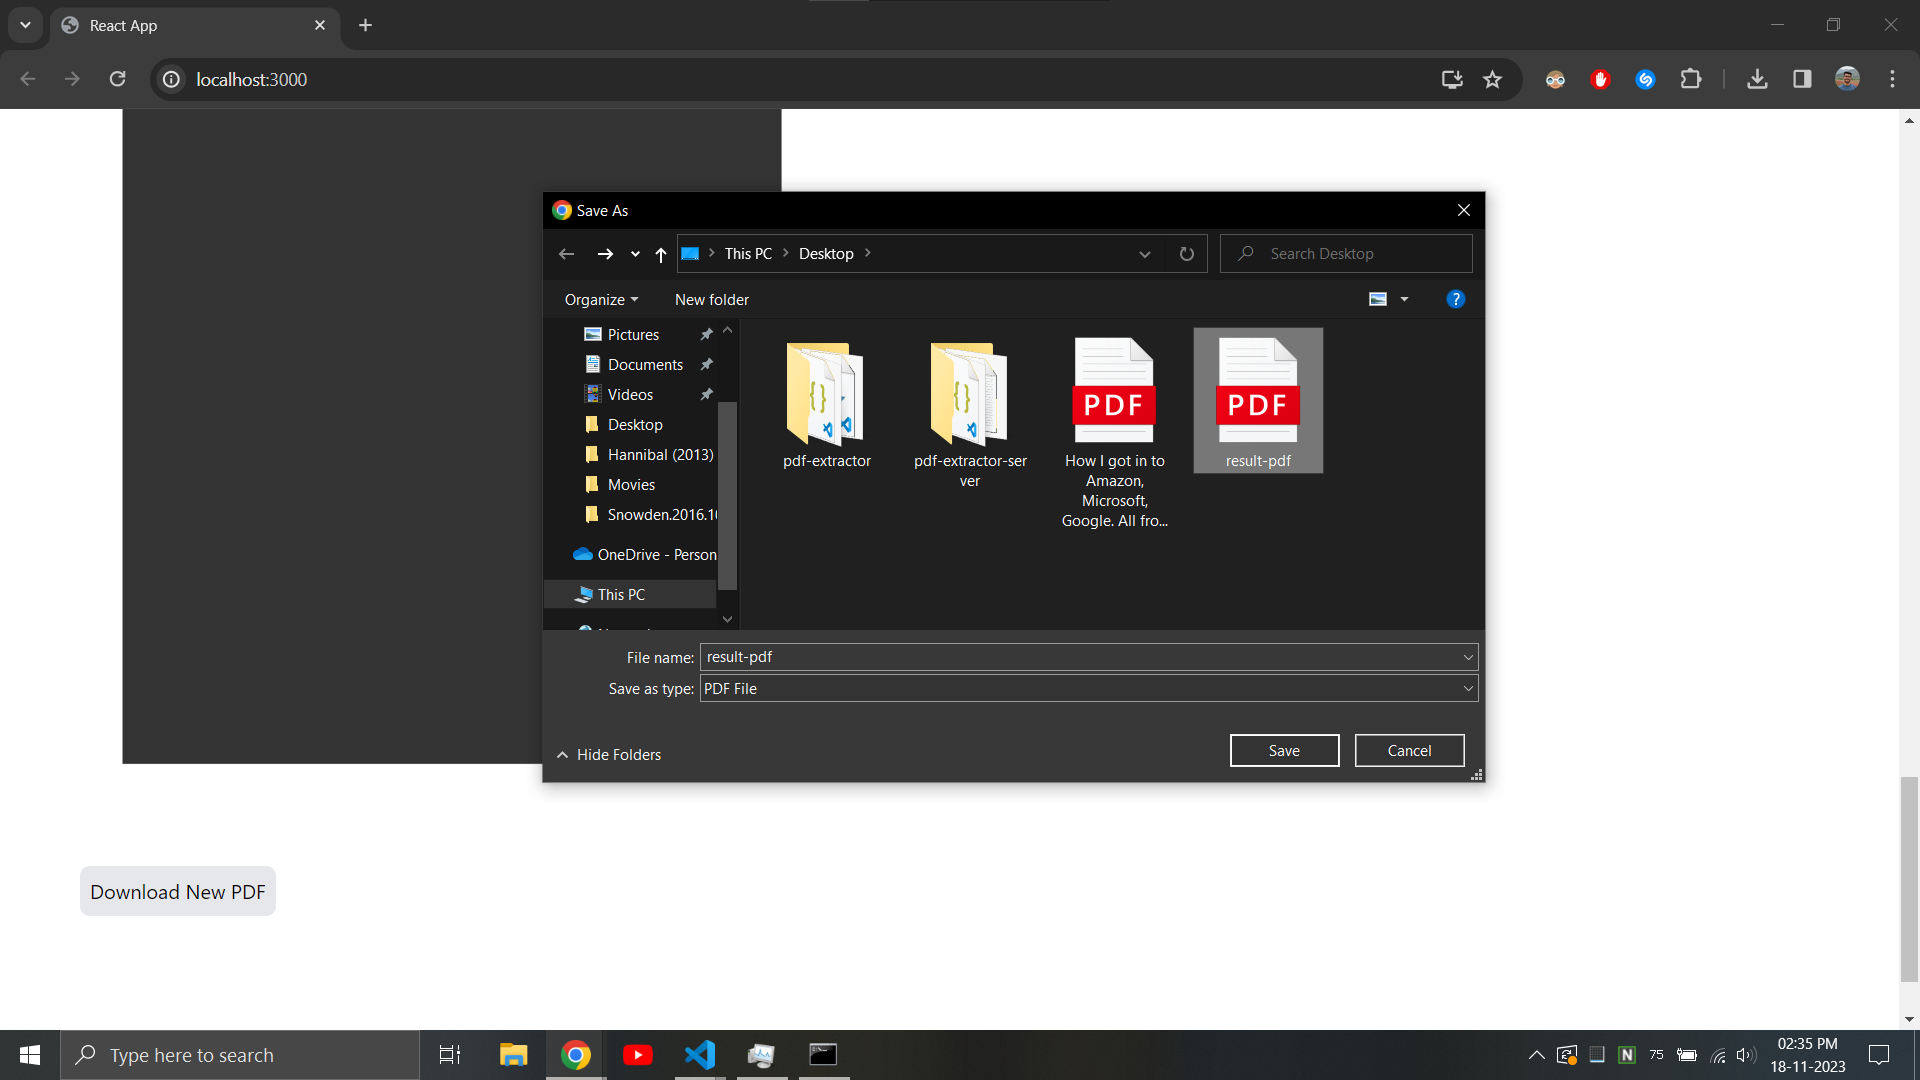 React App
localhost:3000
Save As
This PC
Desktop
Search Desktop
Organize
New folder
Pictures
Documents
Videos
Desktop
Hannibal (2013)
Movies
Snowden.2016.1
OneDrive - Person
This PC
pdf-extractor
pdf-extractor-ser
ver
PDF
How I got in to
Amazon,
Microsoft,
Google. All fro...
PDF
result-pdf
File name:
result-pdf
Save as type:
PDF File
Hide Folders
Save
Cancel
Download New PDF
Type here to search
N
75
02:35 PM
18-11-2023